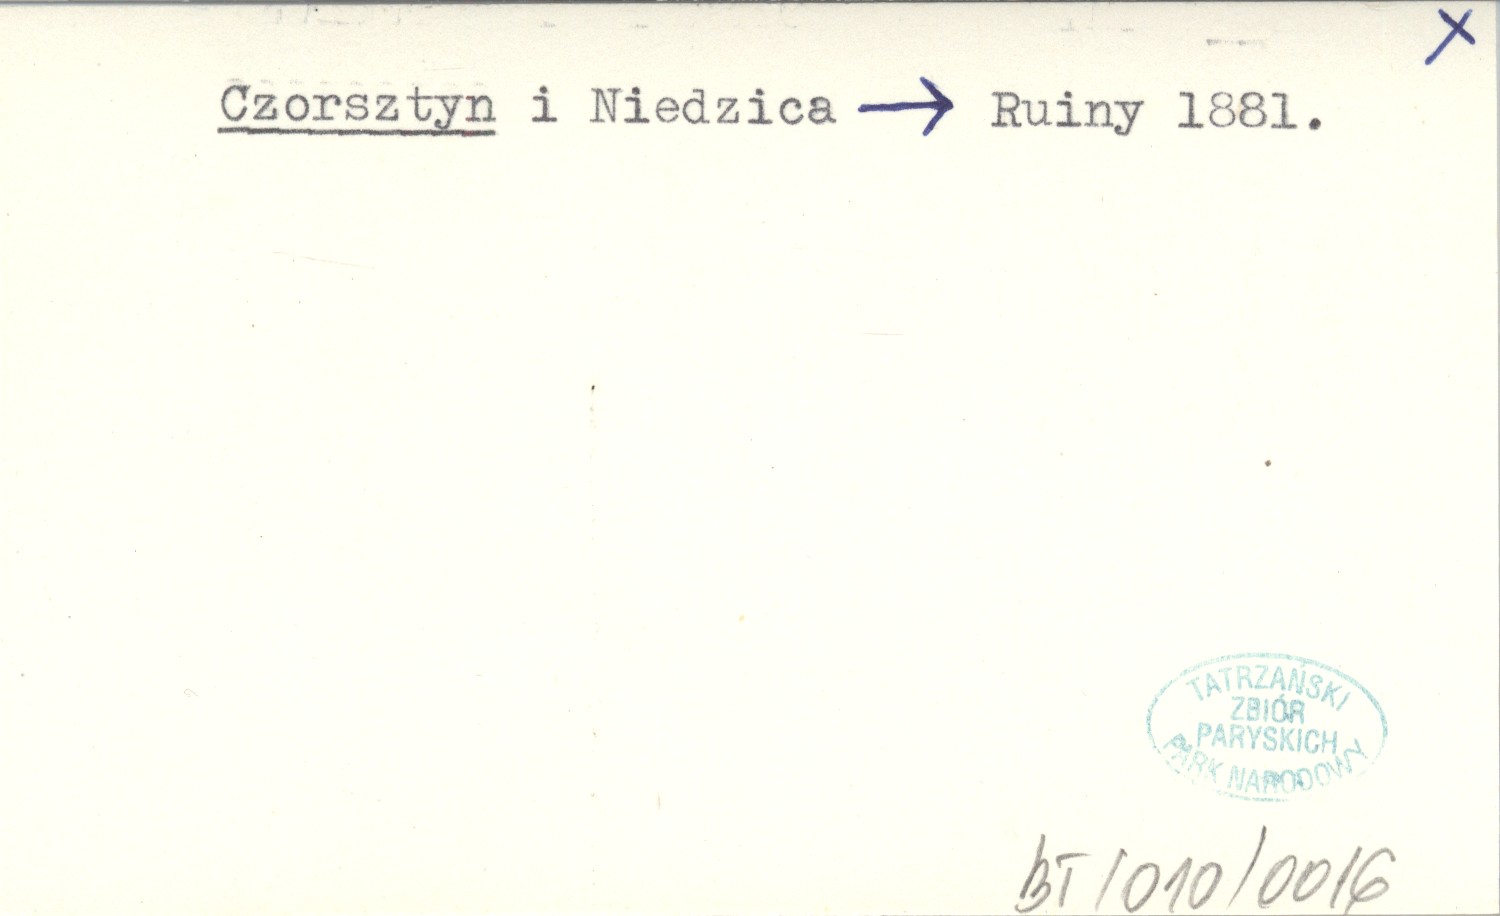 Czorsztyn i Niedzica → Ruiny 1881.
TATRZAŃSKI
ZBIÓR
PARYSKICH
PARK NARODOWY
BT/010/0016